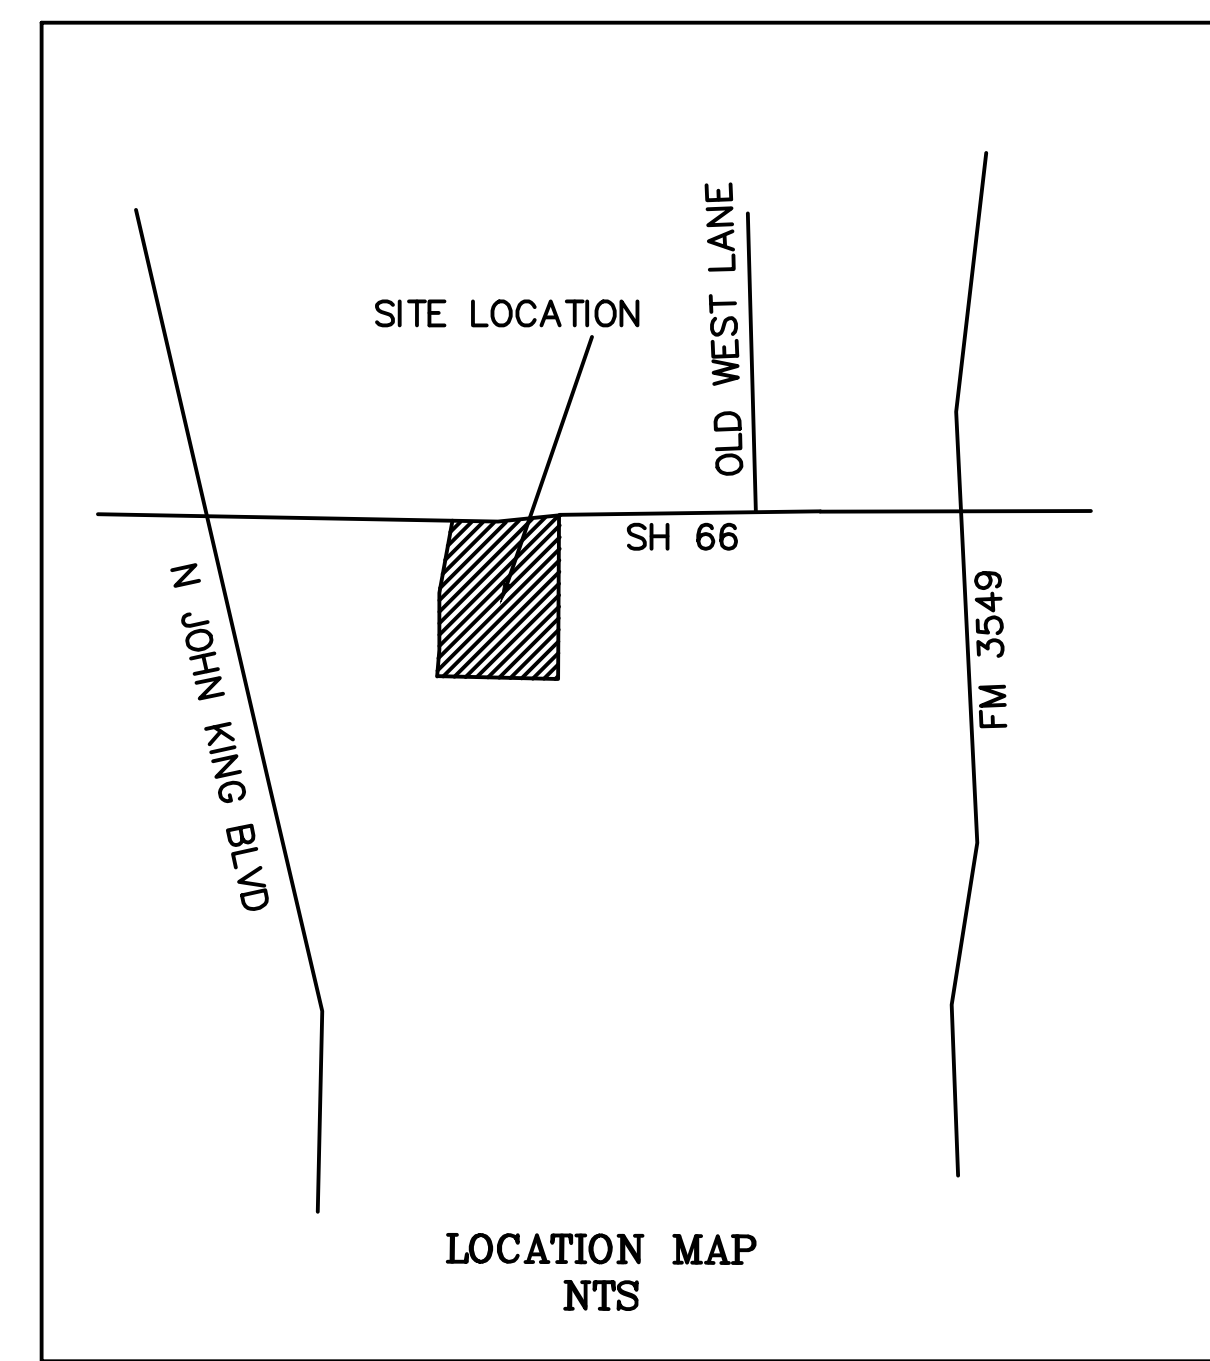 OLD WEST LANE
SITE LOCATION
SH 66
N JOHN KING BLVD
FM 3549
LOCATION MAP
NTS